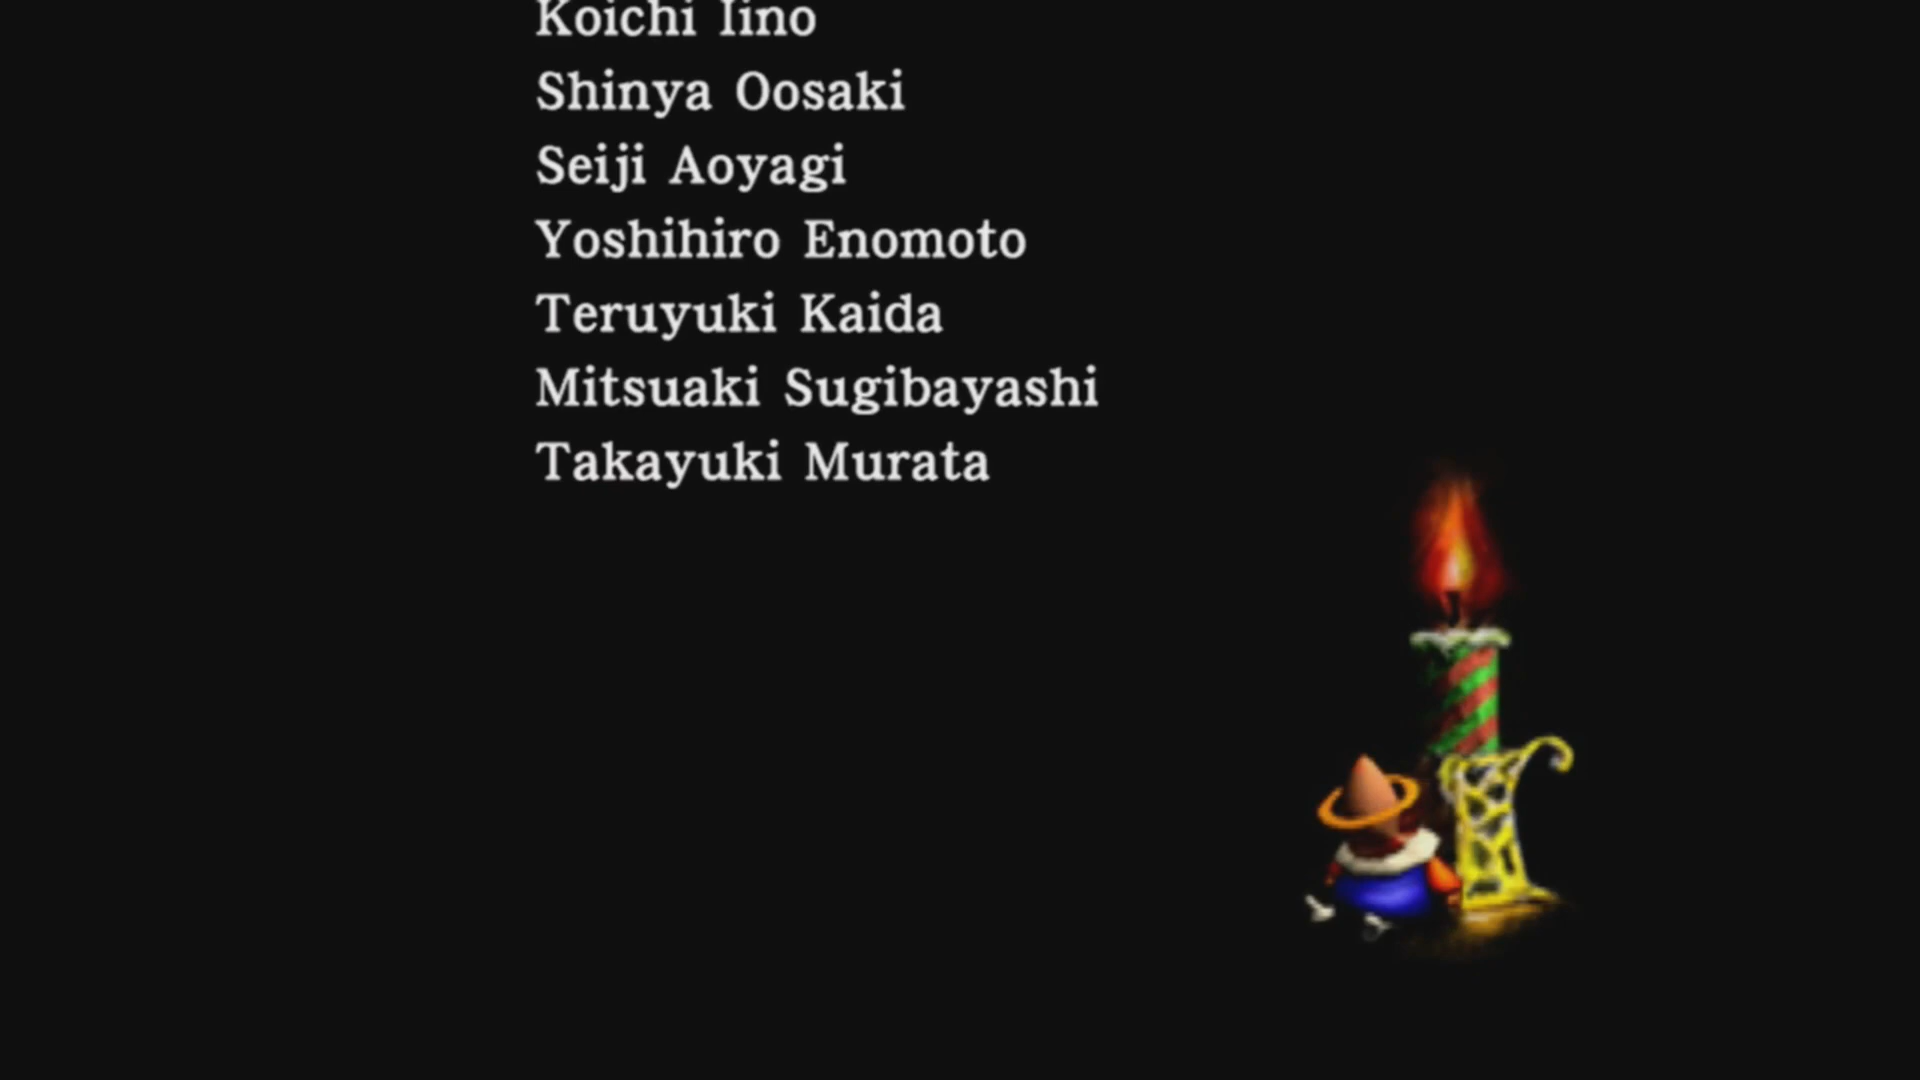 Koichi Iino
Shinya Oosaki
Seiji Aoyagi
Yoshihiro Enomoto
Teruyuki Kaida
Mitsuaki Sugibayashi
Takayuki Murata